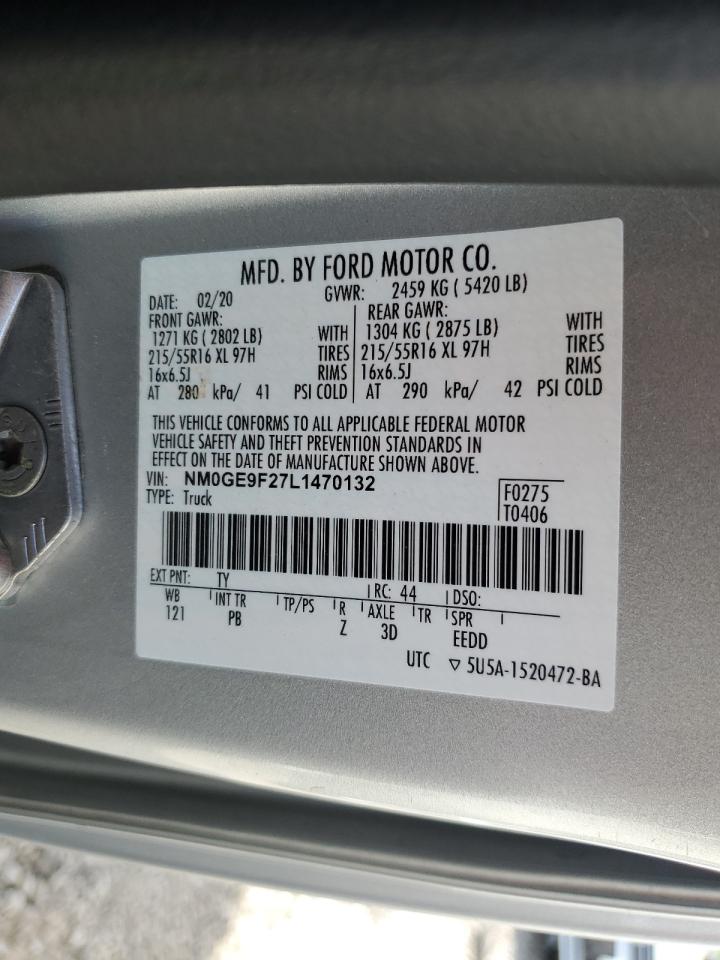 MFD. BY FORD MOTOR CO.
DATE: 02/20 GVWR: 2459 KG ( 5420 LB)
FRONT GAWR: REAR GAWR:
1271 KG ( 2802 LB) WITH 1304 KG ( 2875 LB) WITH
215/55R16 XL 97H TIRES 215/55R16 XL 97H TIRES
16x6.5J RIMS 16x6.5J RIMS
AT 280 kPa/ 41 PSI COLD AT 290 kPa/ 42 PSI COLD
THIS VEHICLE CONFORMS TO ALL APPLICABLE FEDERAL MOTOR
VEHICLE SAFETY AND THEFT PREVENTION STANDARDS IN
EFFECT ON THE DATE OF MANUFACTURE SHOWN ABOVE.
VIN: NM0GE9F27L1470132
TYPE: Truck
F0275
T0406
EXT PNT: TY RC: 44 DSO:
WB INT TR TP/PS R AXLE TR SPR
121 PB Z 3D EEDD
UTC ▽ 5U5A-1520472-BA